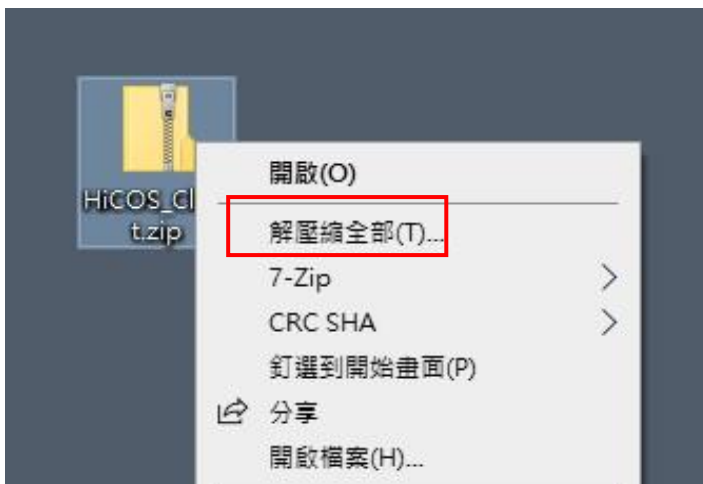 HiCOS_Cl
t.zip
開啟(O)
解壓縮全部(T)...
7-Zip
CRC SHA
釘選到開始畫面(P)
分享
開啟檔案(H)...